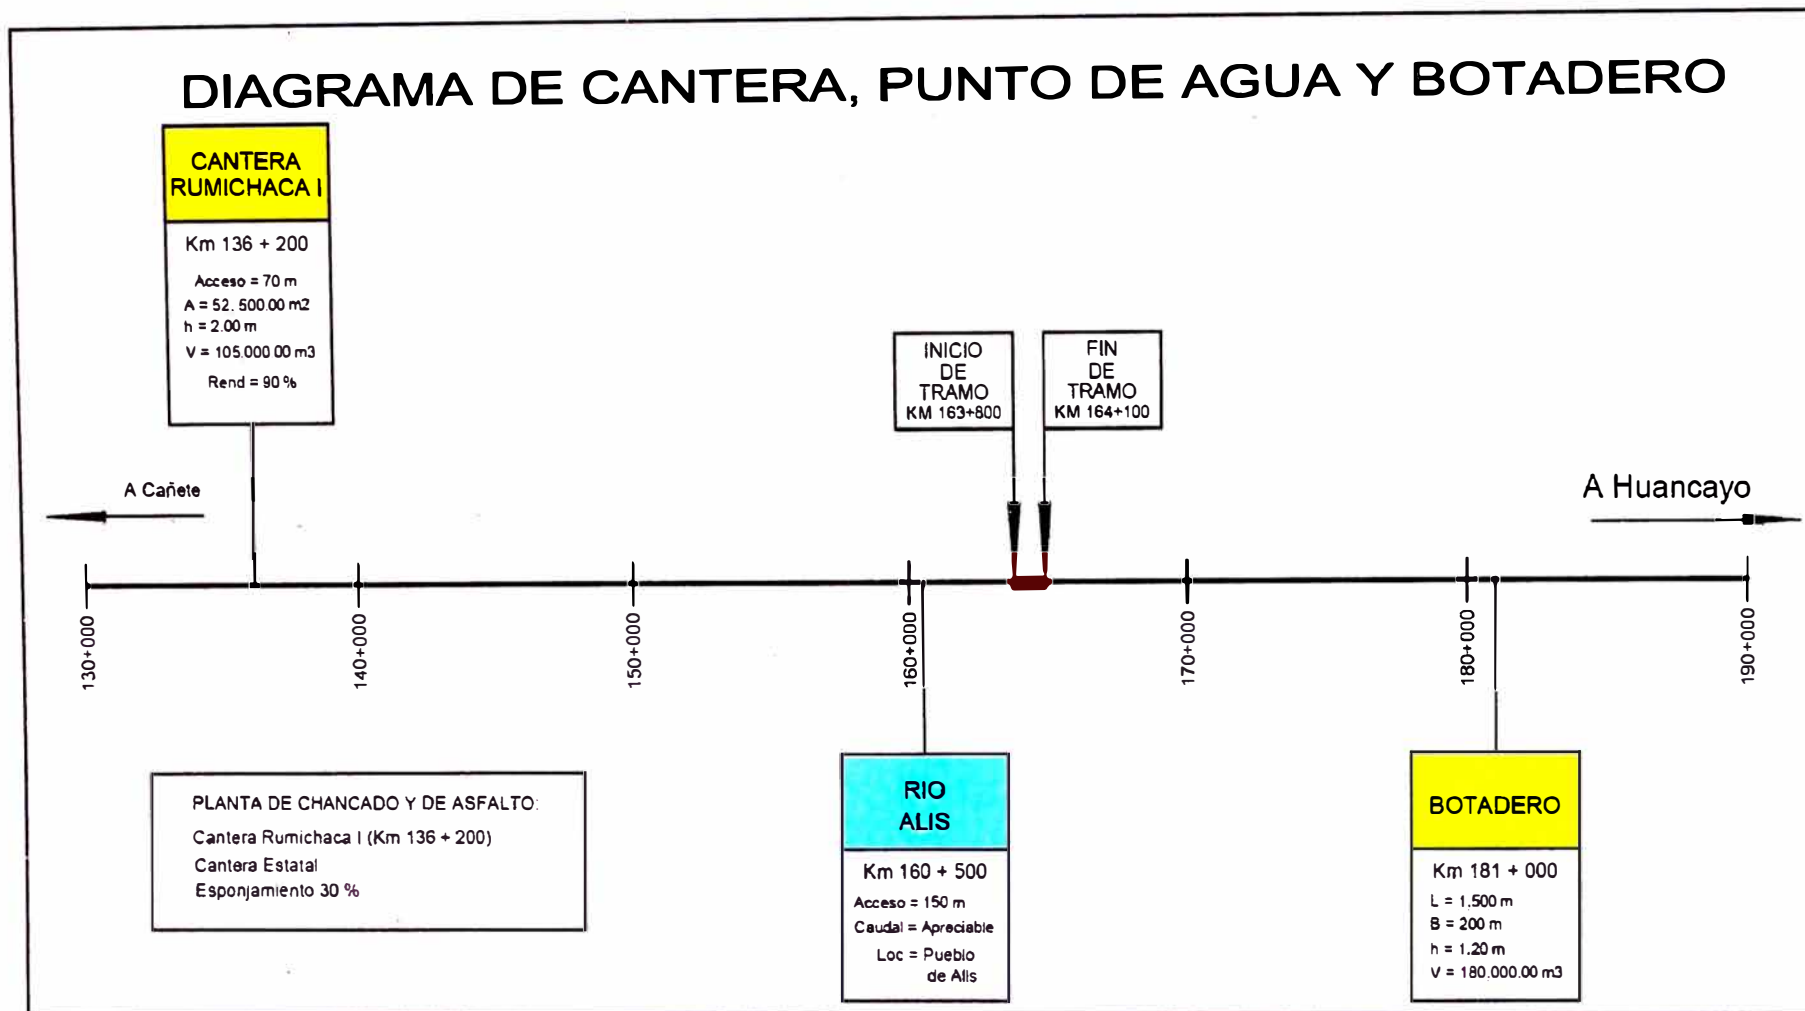 DIAGRAMA DE CANTERA, PUNTO DE AGUA Y BOTADERO
CANTERA
RUMICHACA I
Km 136 + 200
Acceso = 70 m
A = 52. 500.00 m2
h = 2.00 m
V = 105.000 00 m3
Rend = 90 %
INICIO
DE
TRAMO
KM 163+800
FIN
DE
TRAMO
KM 164+100
A Cañete
A Huancayo
130+000
140+000
150+000
160+000
170+000
180+000
190+000
PLANTA DE CHANCADO Y DE ASFALTO:
Cantera Rumichaca I (Km 136 + 200)
Cantera Estatal
Esponjamiento 30 %
RIO
ALIS
Km 160 + 500
Acceso = 150 m
Caudal = Apreciable
Loc = Pueblo
de Alis
BOTADERO
Km 181 + 000
L = 1.500 m
B = 200 m
h = 1.20 m
V = 180.000.00 m3